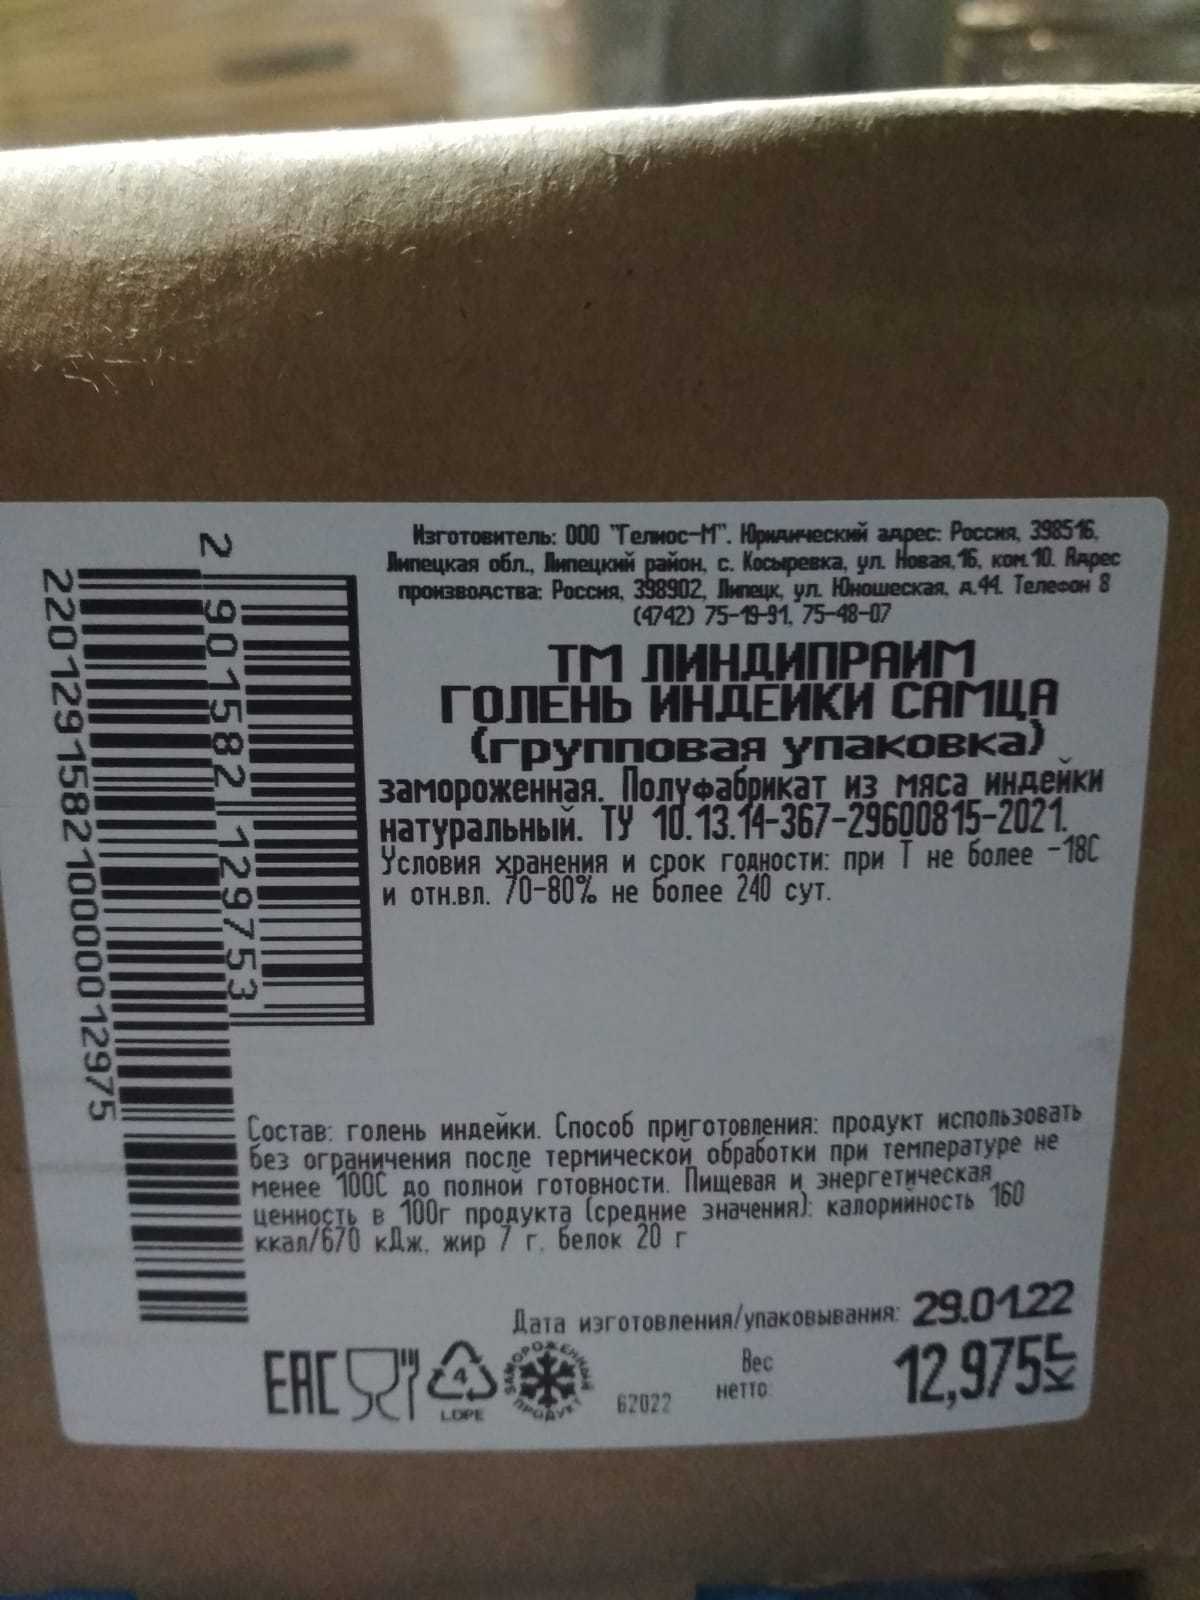 Изготовитель: ООО "Гелиос-М". Юридический адрес: Россия, 398516,
Липецкая обл., Липецкий район, с. Косыревка, ул. Новая,16, ком.10. Адрес
производства: Россия, 398902, Липецк, ул. Юношеская, д.44. Телефон 8
(4742) 75-19-91, 75-48-07
ТМ ЛИНДИПРАИМ
ГОЛЕНЬ ИНДЕЙКИ САМЦА
(групповая упаковка)
замороженная. Полуфабрикат из мяса индейки
натуральный. ТУ 10.13.14-367-29600815-2021.
Условия хранения и срок годности: при Т не более -18С
и отн.вл. 70-80% не более 240 сут.
2 901582 129753
2201291582100000012975
Состав: голень индейки. Способ приготовления: продукт использовать
без ограничения после термической обработки при температуре не
менее 100С до полной готовности. Пищевая и энергетическая
ценность в 100г продукта (средние значения): калорийность 160
ккал/670 кДж, жир 7 г, белок 20 г
Дата изготовления/упаковывания: 29.01.22
EAC
4
LDPE
ЗАМОРОЖЕННЫЙ ПРОДУКТ
62022
Вес
нетто: 12,975кг